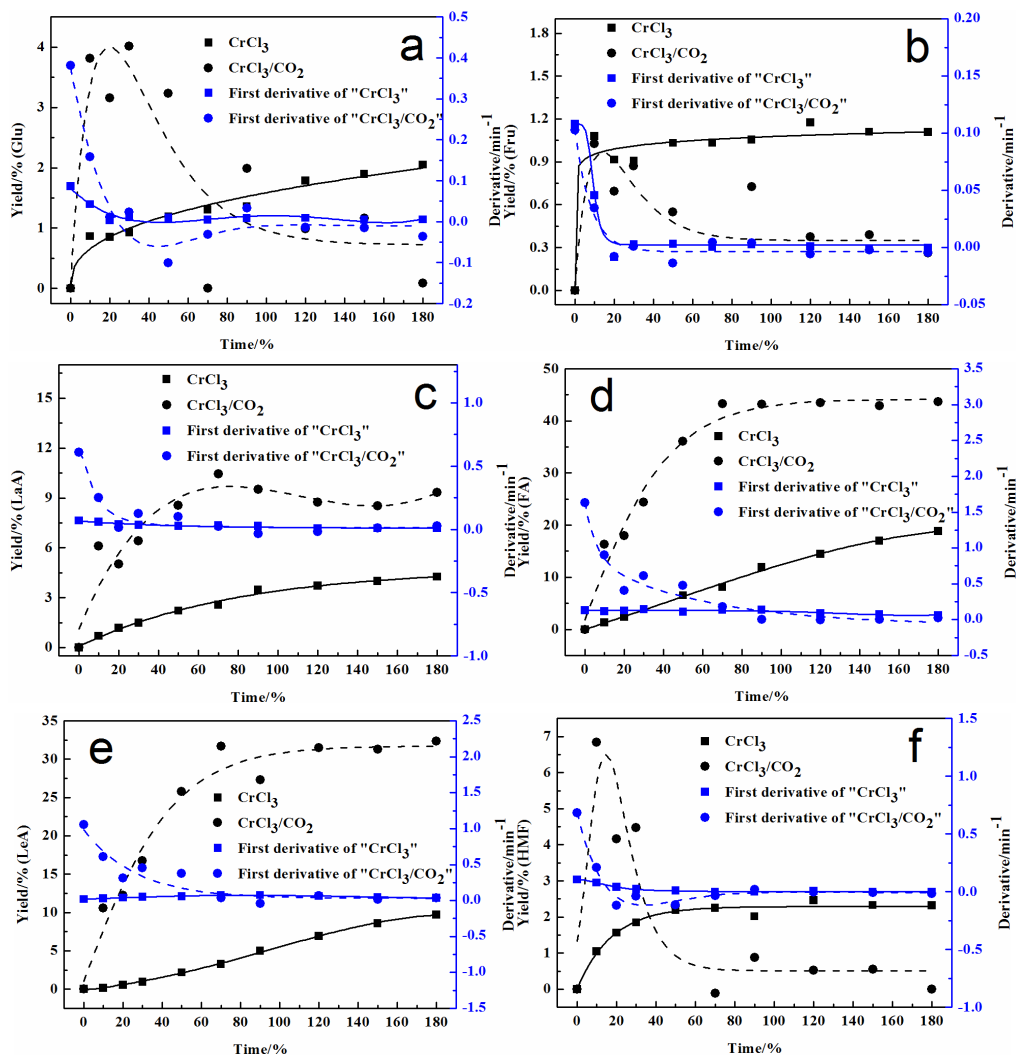 a
CrCl3
CrCl3/CO2
First derivative of "CrCl3"
First derivative of "CrCl3/CO2"
Yield/% (Glu)
0
1
2
3
4
0 20 40 60 80 100 120 140 160 180
Time/%
0.5
0.4
0.3
0.2
0.1
0.0
-0.1
-0.2
Derivative/min-1
b
CrCl3
CrCl3/CO2
First derivative of "CrCl3"
First derivative of "CrCl3/CO2"
Yield/% (Fru)
1.8
1.5
1.2
0.9
0.6
0.3
0.0
0 20 40 60 80 100 120 140 160 180
Time/%
0.20
0.15
0.10
0.05
0.00
-0.05
Derivative/min-1
c
CrCl3
CrCl3/CO2
First derivative of "CrCl3"
First derivative of "CrCl3/CO2"
Yield/% (LaA)
15
12
9
6
3
0
0 20 40 60 80 100 120 140 160 180
Time/%
1.0
0.5
0.0
-0.5
-1.0
Derivative/min-1
d
CrCl3
CrCl3/CO2
First derivative of "CrCl3"
First derivative of "CrCl3/CO2"
Yield/% (FA)
50
40
30
20
10
0
0 20 40 60 80 100 120 140 160 180
Time/%
3.5
3.0
2.5
2.0
1.5
1.0
0.5
0.0
-0.5
Derivative/min-1
e
CrCl3
CrCl3/CO2
First derivative of "CrCl3"
First derivative of "CrCl3/CO2"
Yield/% (LeA)
35
30
25
20
15
10
5
0
0 20 40 60 80 100 120 140 160 180
Time/%
2.5
2.0
1.5
1.0
0.5
0.0
-0.5
-1.0
-1.5
Derivative/min-1
f
CrCl3
CrCl3/CO2
First derivative of "CrCl3"
First derivative of "CrCl3/CO2"
Yield/% (HMF)
7
6
5
4
3
2
1
0
0 20 40 60 80 100 120 140 160 180
Time/%
1.5
1.0
0.5
0.0
-0.5
-1.0
Derivative/min-1